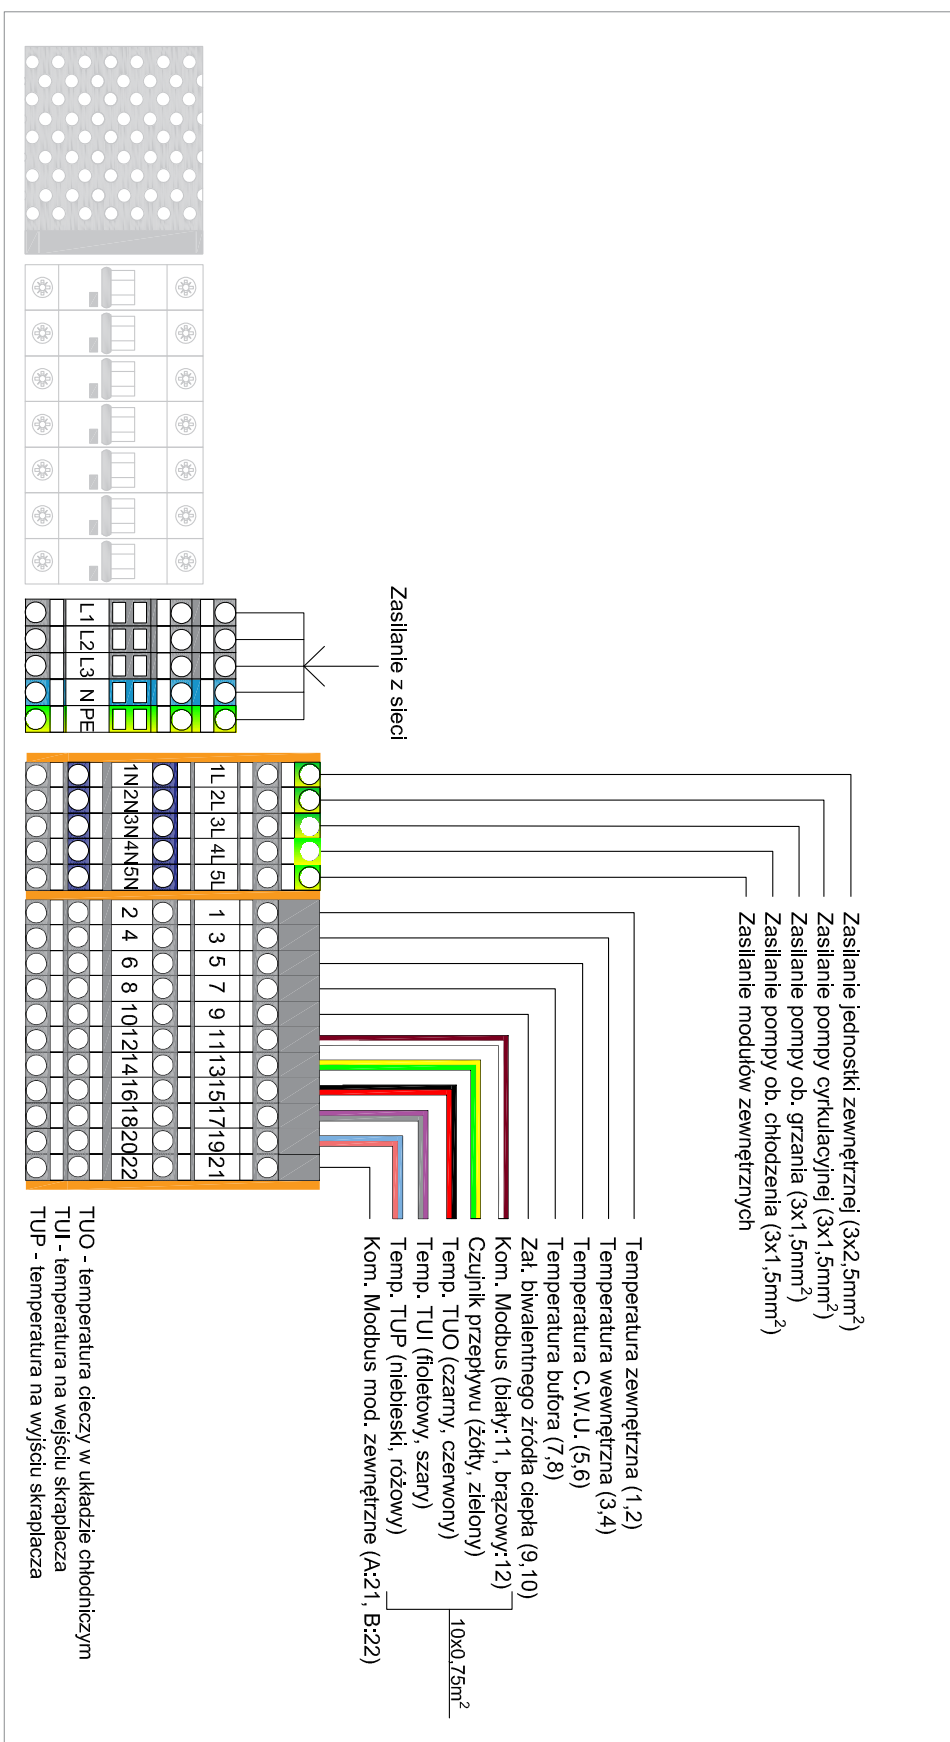 Zasilanie z sieci
L1 L2 L3 N PE
Zasilanie jednostki zewnętrznej (3x2,5mm²)
Zasilanie pompy cyrkulacyjnej (3x1,5mm²)
Zasilanie pompy ob. grzania (3x1,5mm²)
Zasilanie pompy ob. chłodzenia (3x1,5mm²)
Zasilanie modułów zewnętrznych
1L 2L 3L 4L 5L
1N 2N 3N 4N 5N
1 3 5 7 9 11 13 15 17 19 21
2 4 6 8 10 12 14 16 18 20 22
Temperatura zewnętrzna (1,2)
Temperatura wewnętrzna (3,4)
Temperatura C.W.U. (5,6)
Temperatura bufora (7,8)
Zał. biwalentnego źródła ciepła (9,10)
Kom. Modbus (biały:11, brązowy:12)
Czujnik przepływu (żółty, zielony)
Temp. TUO (czarny, czerwony)
Temp. TUI (fioletowy, szary)
Temp. TUP (niebieski, różowy)
Kom. Modbus mod. zewnętrzne (A:21, B:22)
10x0,75m²
TUO - temperatura cieczy w układzie chłodniczym
TUI - temperatura na wejściu skraplacza
TUP - temperatura na wyjściu skraplacza